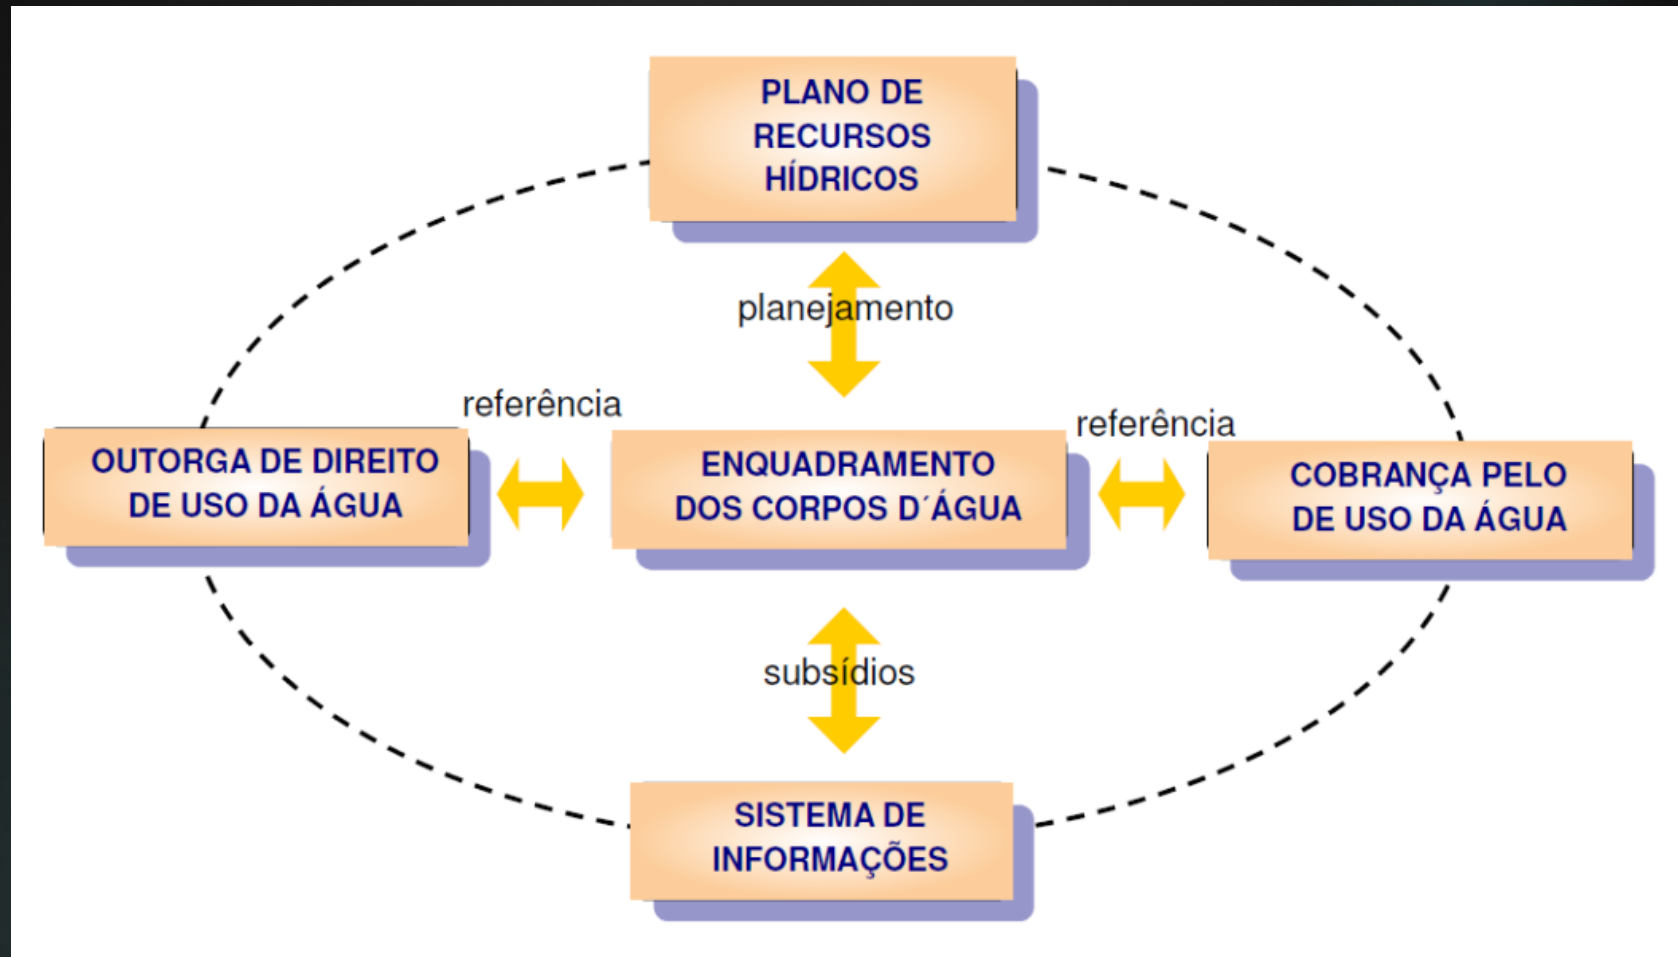 PLANO DE
RECURSOS
HÍDRICOS
planejamento
referência
referência
OUTORGA DE DIREITO
DE USO DA ÁGUA
ENQUADRAMENTO
DOS CORPOS D´ÁGUA
COBRANÇA PELO
DE USO DA ÁGUA
subsídios
SISTEMA DE
INFORMAÇÕES